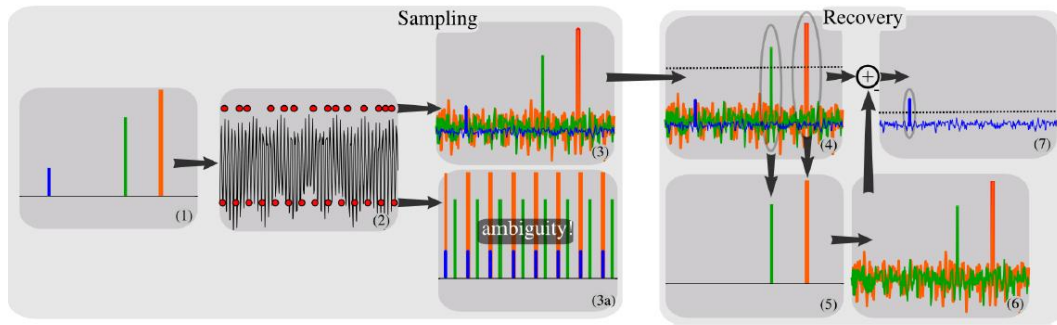 Sampling
Recovery
(1)
(2)
(3)
ambiguity!
(3a)
(4)
+
-
(7)
(5)
(6)